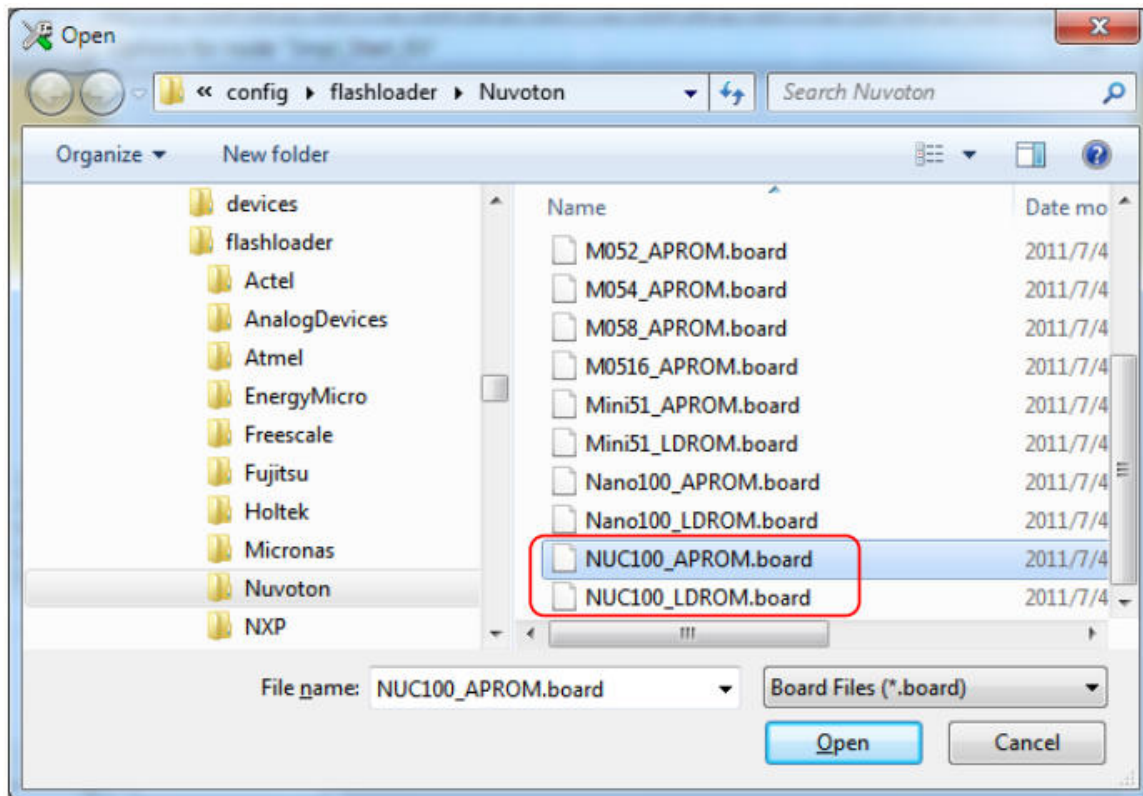 Open
« config ▸ flashloader ▸ Nuvoton
Search Nuvoton
Organize
New folder
devices
flashloader
Actel
AnalogDevices
Atmel
EnergyMicro
Freescale
Fujitsu
Holtek
Micronas
Nuvoton
NXP
Name Date mo
M052_APROM.board 2011/7/4
M054_APROM.board 2011/7/4
M058_APROM.board 2011/7/4
M0516_APROM.board 2011/7/4
Mini51_APROM.board 2011/7/4
Mini51_LDROM.board 2011/7/4
Nano100_APROM.board 2011/7/4
Nano100_LDROM.board 2011/7/4
NUC100_APROM.board 2011/7/4
NUC100_LDROM.board 2011/7/4
File name: NUC100_APROM.board
Board Files (*.board)
Open
Cancel